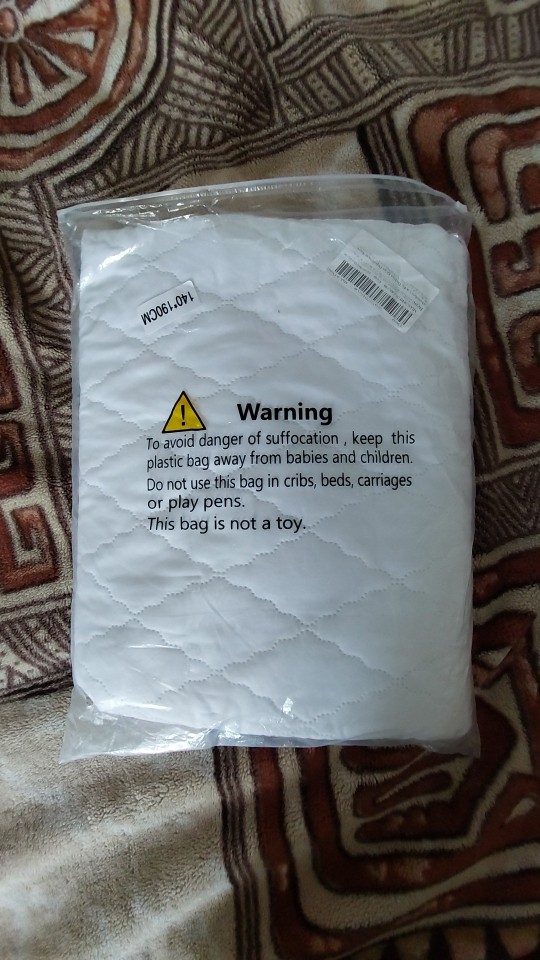 140*190CM
Warning
To avoid danger of suffocation , keep this
plastic bag away from babies and children.
Do not use this bag in cribs, beds, carriages
or play pens.
This bag is not a toy.